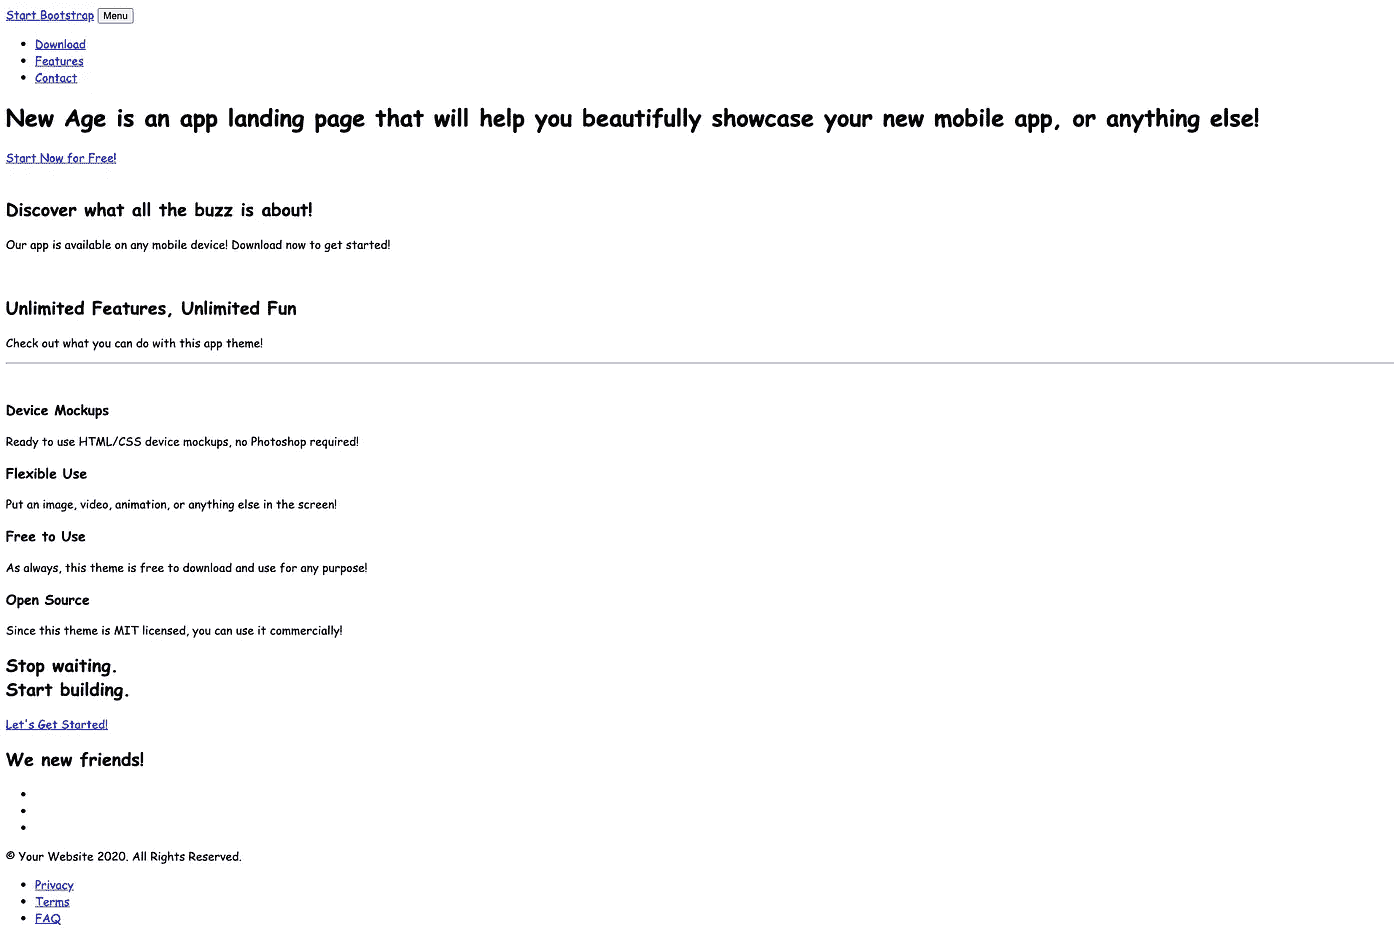 Start Bootstrap Menu
Download
Features
Contact
New Age is an app landing page that will help you beautifully showcase your new mobile app, or anything else!
Start Now for Free!
Discover what all the buzz is about!
Our app is available on any mobile device! Download now to get started!
Unlimited Features, Unlimited Fun
Check out what you can do with this app theme!
Device Mockups
Ready to use HTML/CSS device mockups, no Photoshop required!
Flexible Use
Put an image, video, animation, or anything else in the screen!
Free to Use
As always, this theme is free to download and use for any purpose!
Open Source
Since this theme is MIT licensed, you can use it commercially!
Stop waiting.
Start building.
Let's Get Started!
We new friends!
© Your Website 2020. All Rights Reserved.
Privacy
Terms
FAQ